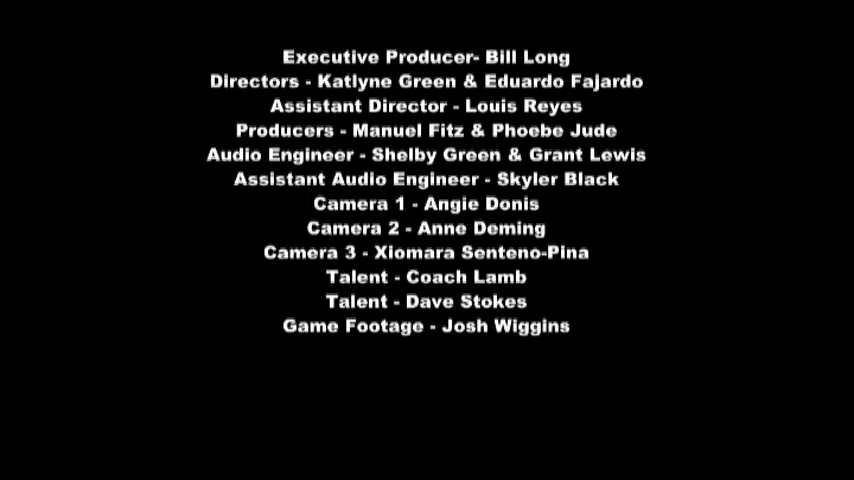 Executive Producer- Bill Long
Directors - Katlyne Green & Eduardo Fajardo
Assistant Director - Louis Reyes
Producers - Manuel Fitz & Phoebe Jude
Audio Engineer - Shelby Green & Grant Lewis
Assistant Audio Engineer - Skyler Black
Camera 1 - Angie Donis
Camera 2 - Anne Deming
Camera 3 - Xiomara Senteno-Pina
Talent - Coach Lamb
Talent - Dave Stokes
Game Footage - Josh Wiggins